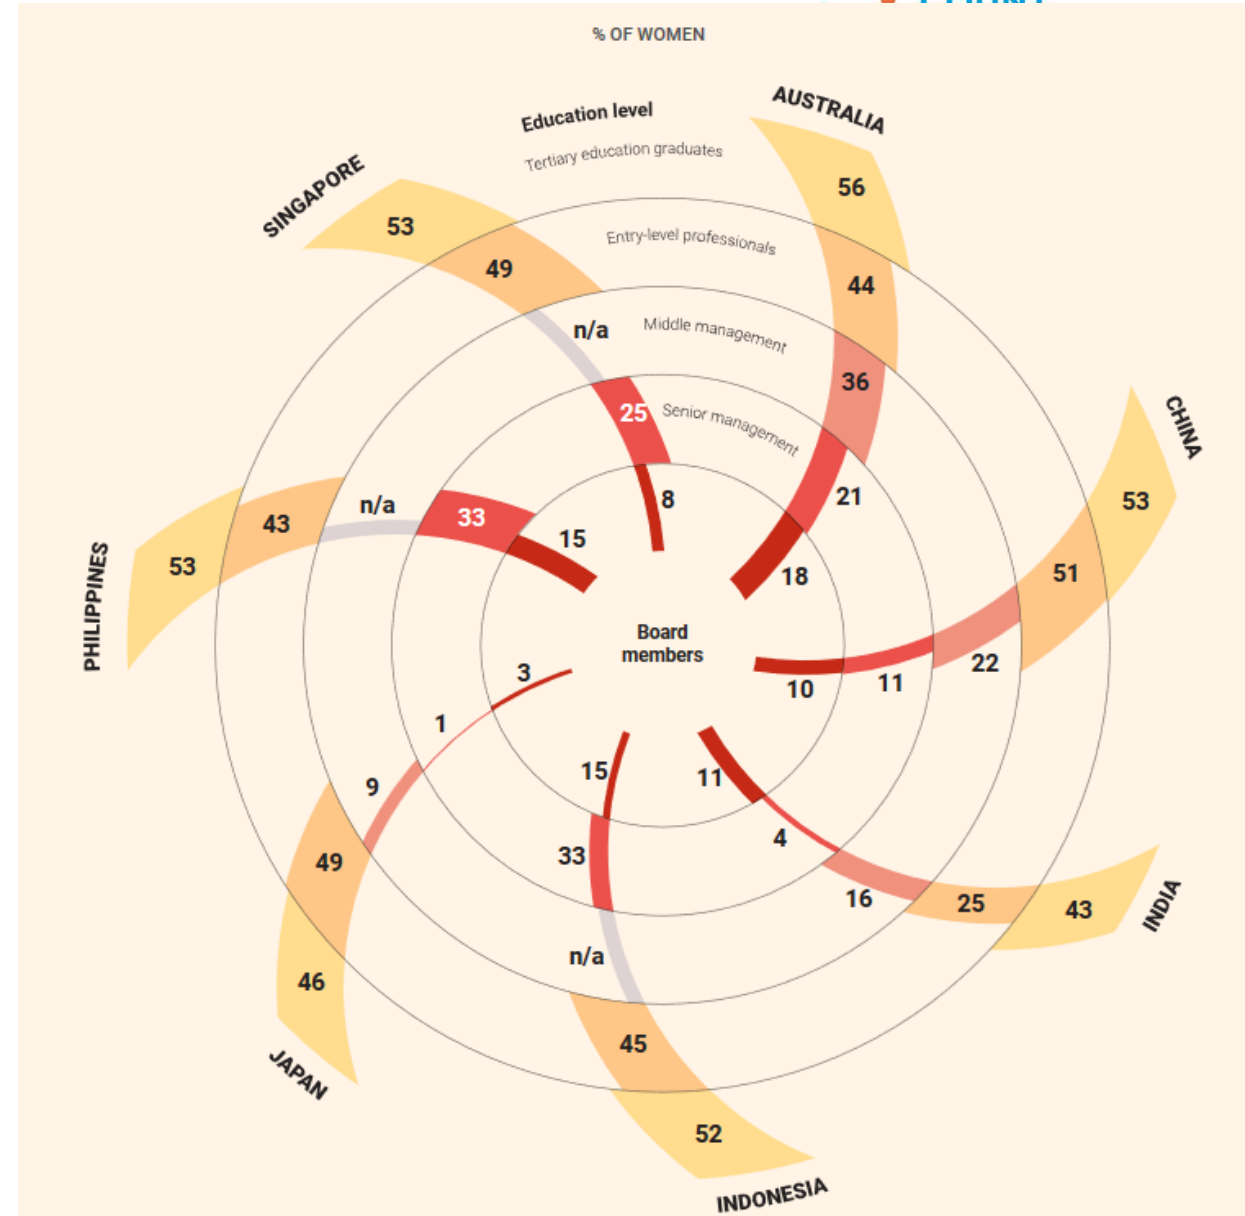 % OF WOMEN
Education level
Tertiary education graduates
Entry-level professionals
Middle management
Senior management
Board
members
AUSTRALIA
56
44
36
21
18
CHINA
53
51
22
11
10
INDIA
43
25
16
4
11
INDONESIA
52
45
n/a
33
15
JAPAN
46
49
9
1
3
PHILIPPINES
53
43
n/a
33
15
SINGAPORE
53
49
n/a
25
8